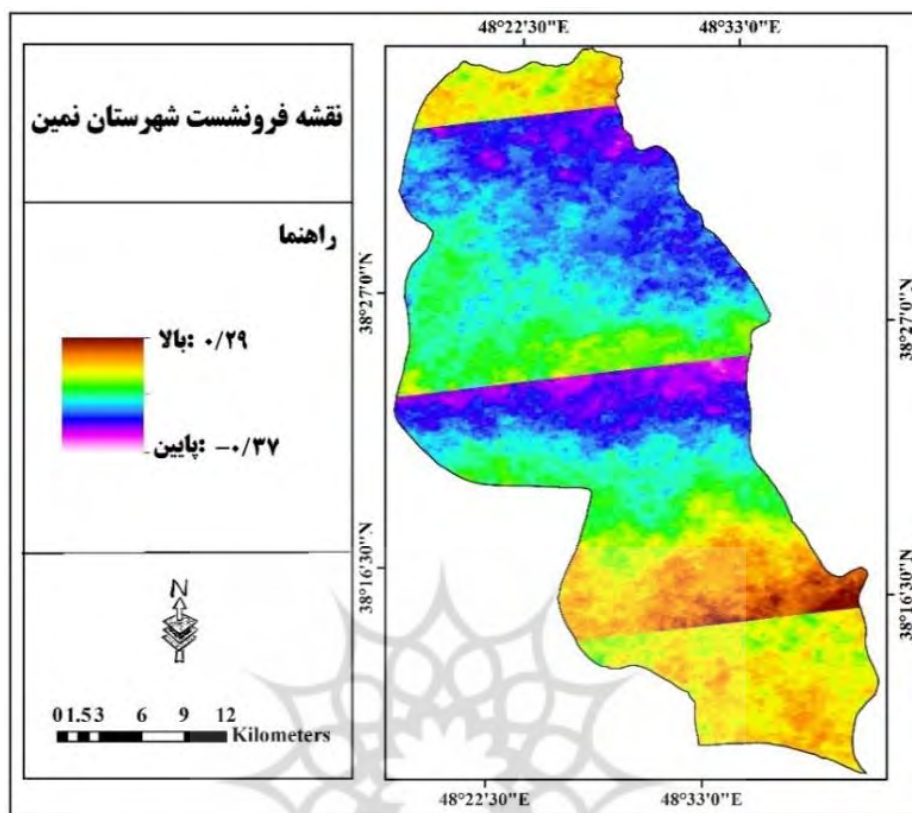 نقشه فرونشست شهرستان نمین
راهنما
بالا: ۰/۲۹
پایین: -۰/۳۷
N
0 1.5 3 6 9 12
Kilometers
48°22'30"E 48°33'0"E
38°27'0"N 38°27'0"N
38°16'30"N 38°16'30"N
48°22'30"E 48°33'0"E